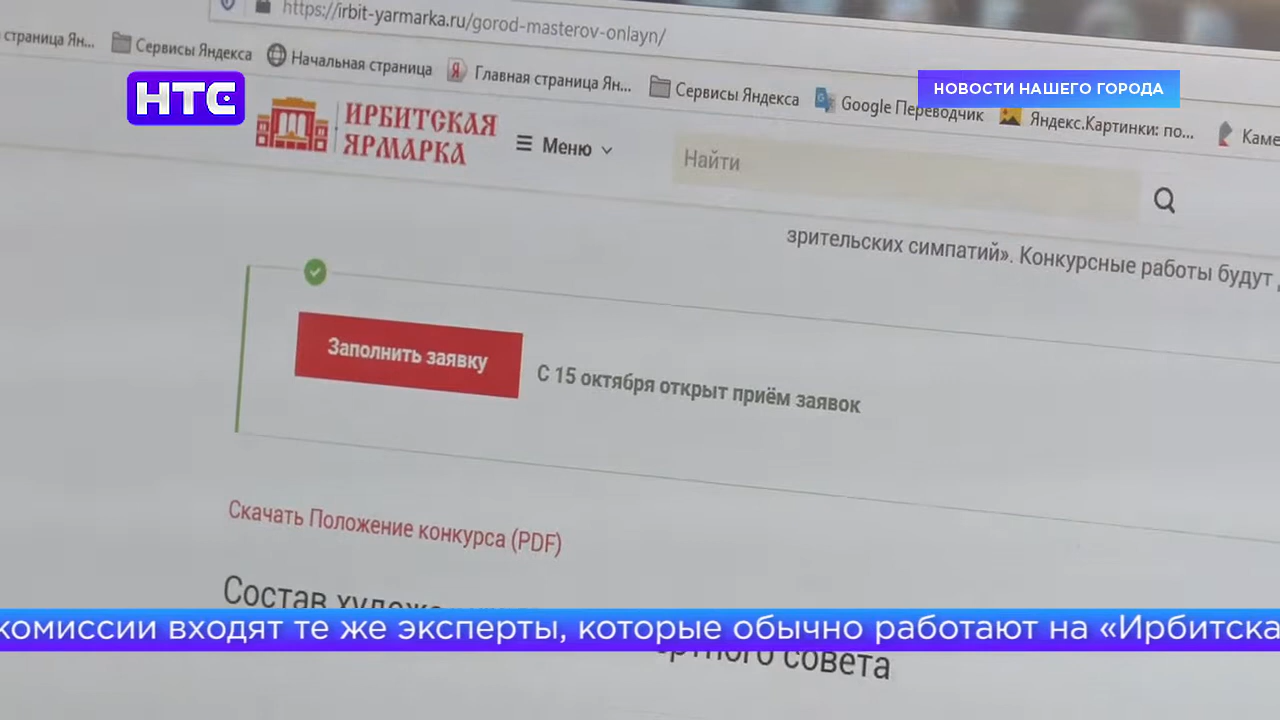 https://irbit-yarmarka.ru/gorod-masterov-onlayn/
страница Ян...
Сервисы Яндекса
Начальная страница
Главная страница Ян...
Сервисы Яндекса
Google Переводчик
Яндекс.Картинки: по...
Каме
НТС
НОВОСТИ НАШЕГО ГОРОДА
ИРБИТСКАЯ
ЯРМАРКА
Меню
Найти
зрительских симпатий». Конкурсные работы будут
Заполнить заявку
С 15 октября открыт приём заявок
Скачать Положение конкурса (PDF)
Состав
комиссии входят те же эксперты, которые обычно работают на «Ирбитска
совета